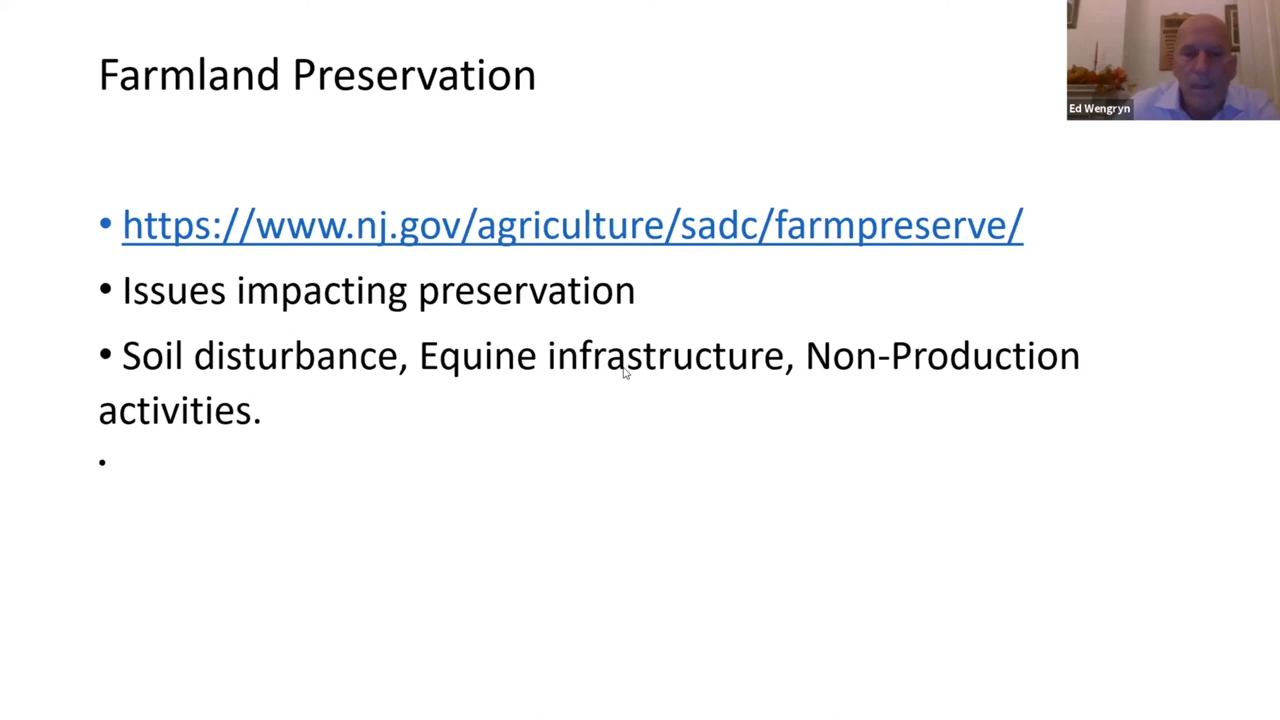 Farmland Preservation
Ed Wengryn
• https://www.nj.gov/agriculture/sadc/farmpreserve/
• Issues impacting preservation
• Soil disturbance, Equine infrastructure, Non-Production
activities.
•